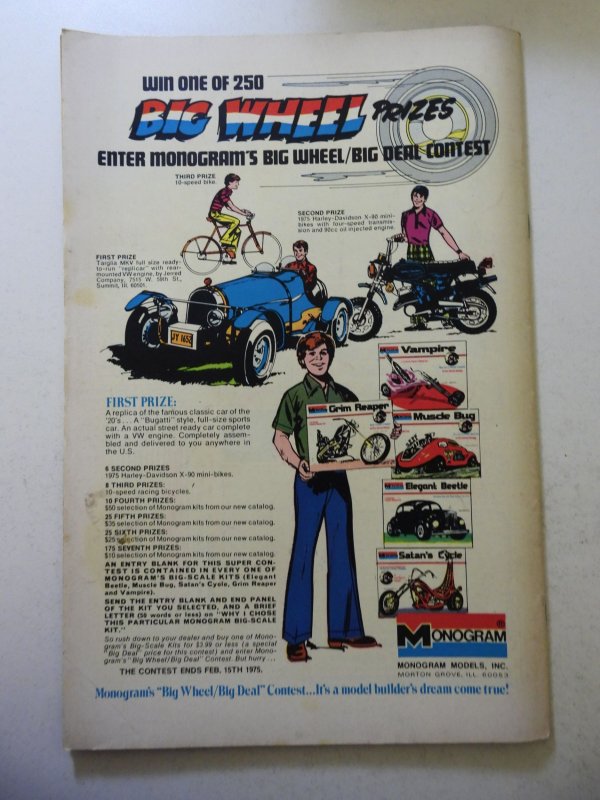 WIN ONE OF 250
BIG WHEEL PRIZES
ENTER MONOGRAM'S BIG WHEEL/BIG DEAL CONTEST
THIRD PRIZE
10-speed bike.
SECOND PRIZE
1975 Harley-Davidson X-90 mini-
bikes with four-speed transmis-
sion and 90cc oil injected engine.
FIRST PRIZE
Targlia MKV full size ready-
to-run "replicar" with rear-
mounted VW engine, by Jerred
Company, 7515 W. 59th St.,
Summit, Ill. 60501.
FIRST PRIZE:
A replica of the famous classic car of the
'20's... A "Bugatti" style, full-size sports
car. An actual street ready car complete
with a VW engine. Completely assem-
bled and delivered to you anywhere in
the U.S.
6 SECOND PRIZES
1975 Harley-Davidson X-90 mini-bikes.
8 THIRD PRIZES:
10-speed racing bicycles.
10 FOURTH PRIZES:
$50 selection of Monogram kits from our new catalog.
25 FIFTH PRIZES:
$35 selection of Monogram kits from our new catalog.
25 SIXTH PRIZES:
$25 selection of Monogram kits from our new catalog.
175 SEVENTH PRIZES:
$10 selection of Monogram kits from our new catalog.
AN ENTRY BLANK FOR THIS SUPER CON-
TEST IS CONTAINED IN EVERY ONE OF
MONOGRAM'S BIG-SCALE KITS (Elegant
Beetle, Muscle Bug, Satan's Cycle, Grim Reaper
and Vampire).
SEND THE ENTRY BLANK AND END PANEL
OF THE KIT YOU SELECTED, AND A BRIEF
LETTER (50 words or less) on "WHY I CHOSE
THIS PARTICULAR MONOGRAM BIG-SCALE
KIT."
So rush down to your dealer and buy one of Mono-
gram's Big-Scale Kits for $3.99 or less (a special
"Big Deal" price for this contest) and enter Mono-
gram's "Big Wheel/Big Deal" Contest. But hurry...
THE CONTEST ENDS FEB. 15TH 1975.
Vampire
Grim Reaper
Muscle Bug
Elegant Beetle
Satan's Cycle
MONOGRAM
MONOGRAM MODELS, INC.
MORTON GROVE, ILL. 60053
Monogram's "Big Wheel/Big Deal" Contest...It's a model builder's dream come true!